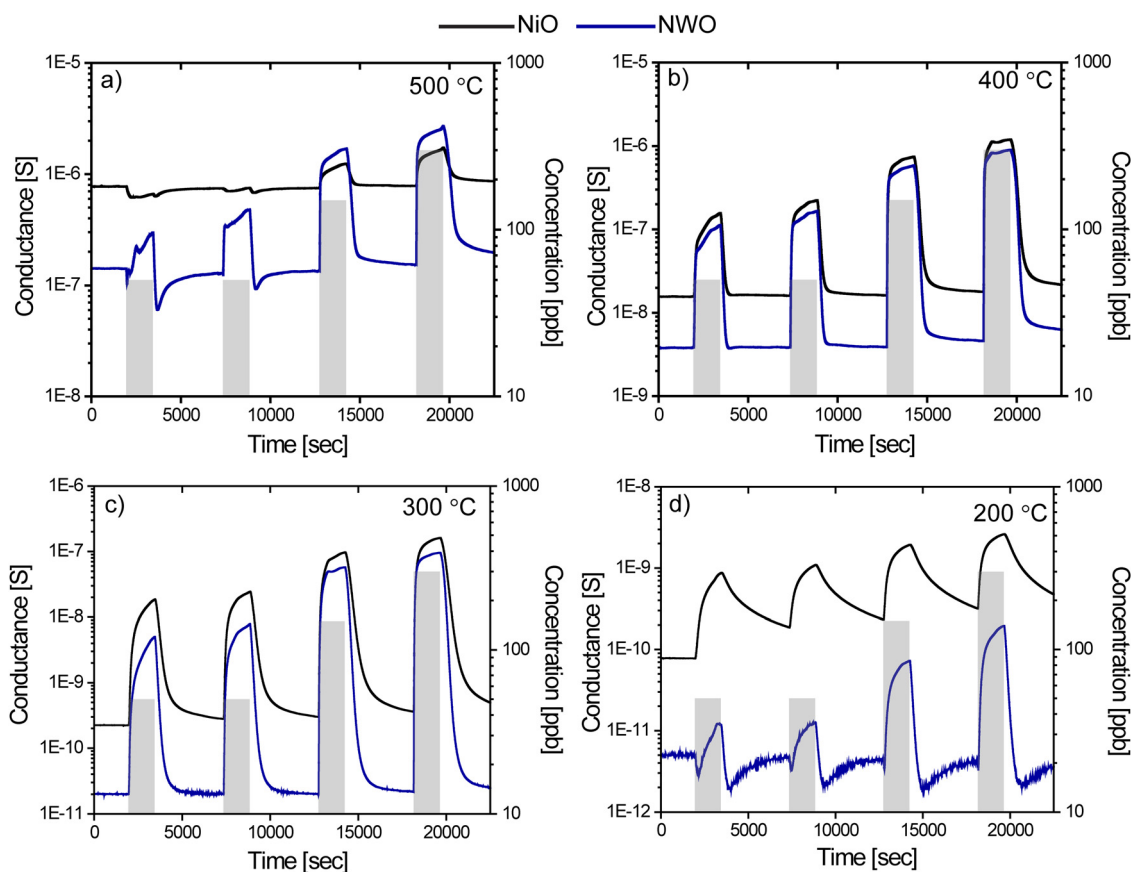 NiO NWO
a) 500 °C
1E-5
1E-6
1E-7
1E-8
Conductance [S]
1000
100
10
Concentration [ppb]
0 5000 10000 15000 20000
Time [sec]
b) 400 °C
1E-5
1E-6
1E-7
1E-8
1E-9
Conductance [S]
1000
100
10
Concentration [ppb]
0 5000 10000 15000 20000
Time [sec]
c) 300 °C
1E-6
1E-7
1E-8
1E-9
1E-10
1E-11
Conductance [S]
1000
100
10
Concentration [ppb]
0 5000 10000 15000 20000
Time [sec]
d) 200 °C
1E-8
1E-9
1E-10
1E-11
1E-12
Conductance [S]
1000
100
10
Concentration [ppb]
0 5000 10000 15000 20000
Time [sec]